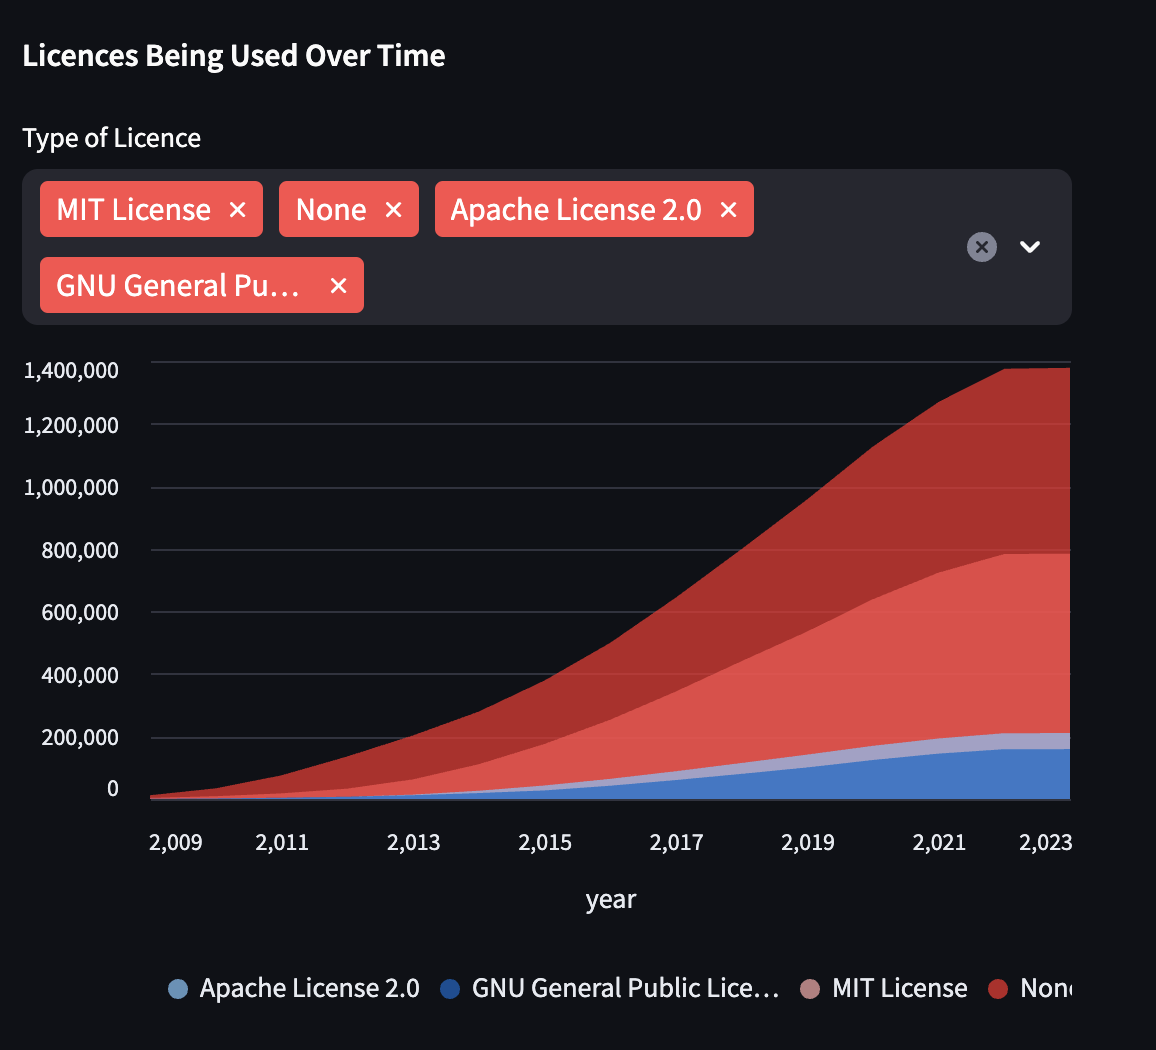 Licences Being Used Over Time
Type of Licence
MIT License × None × Apache License 2.0 ×
GNU General Pu... ×
1,400,000
1,200,000
1,000,000
800,000
600,000
400,000
200,000
0
2,009 2,011 2,013 2,015 2,017 2,019 2,021 2,023
year
Apache License 2.0 GNU General Public Lice... MIT License None